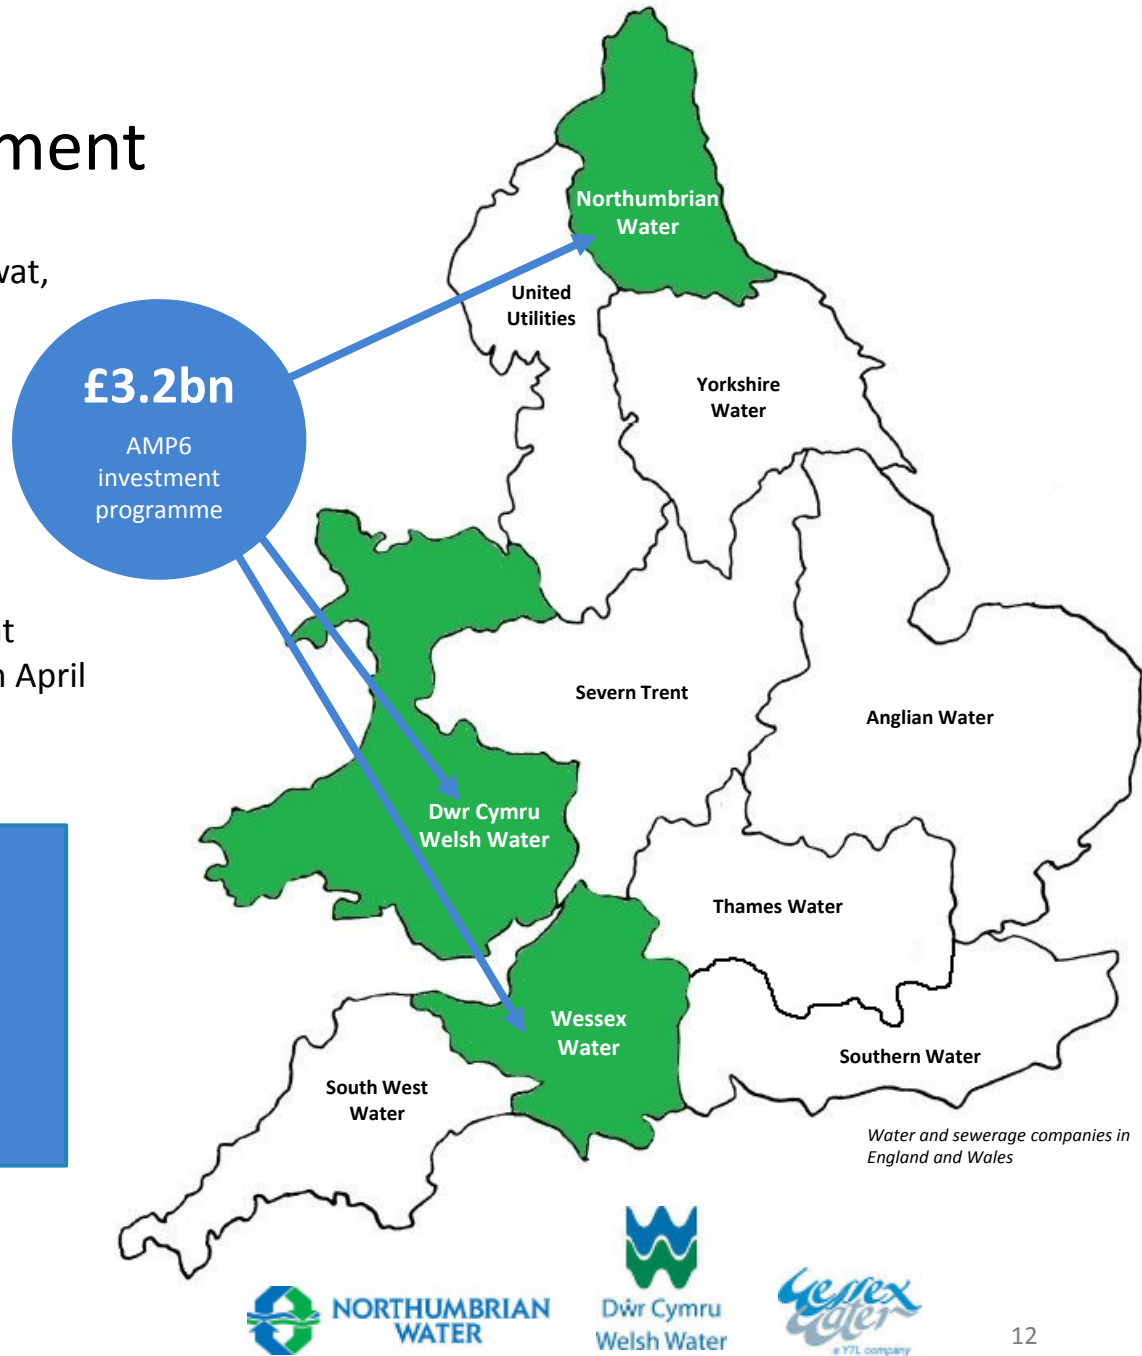 ment
vat,
£3.2bn
AMP6
investment
programme
t
April
Northumbrian
Water
United
Utilities
Yorkshire
Water
Severn Trent
Anglian Water
Dwr Cymru
Welsh Water
Thames Water
Wessex
Water
Southern Water
South West
Water
Water and sewerage companies in
England and Wales
NORTHUMBRIAN
WATER
Dŵr Cymru
Welsh Water
Wessex
Water
a YTL company
12